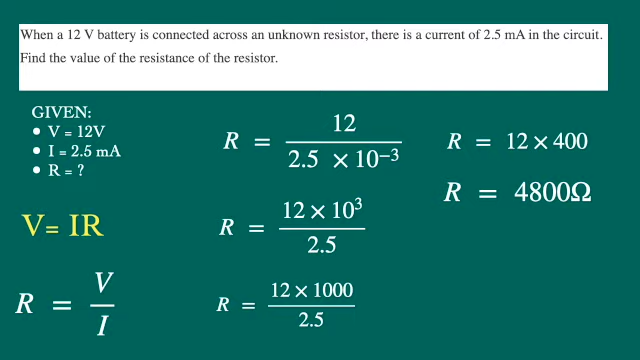 When a 12 V battery is connected across an unknown resistor, there is a current of 2.5 mA in the circuit.
Find the value of the resistance of the resistor.
GIVEN:
• V = 12V
• I = 2.5 mA
• R = ?
V= IR
R = V/I
R = 12/(2.5 × 10⁻³)
R = (12 × 10³)/2.5
R = (12 × 1000)/2.5
R = 12 × 400
R = 4800Ω